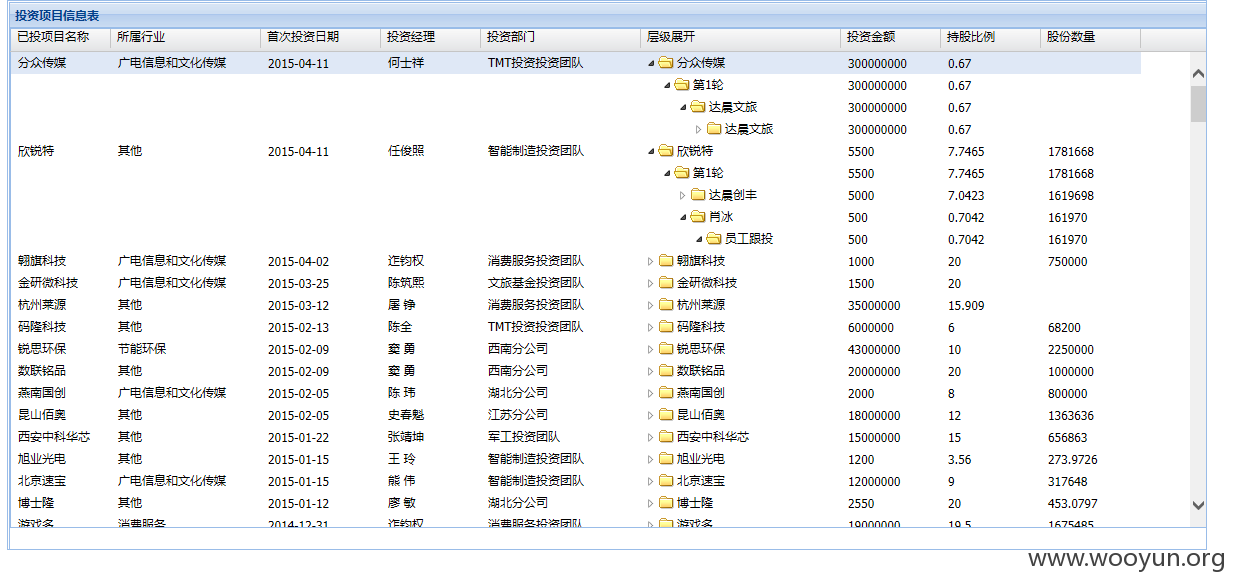 投资项目信息表
已投项目名称 所属行业 首次投资日期 投资经理 投资部门 层级展开 投资金额 持股比例 股份数量
分众传媒 广电信息和文化传媒 2015-04-11 何士祥 TMT投资投资团队 分众传媒 300000000 0.67
第1轮 300000000 0.67
达晨文旅 300000000 0.67
达晨文旅 300000000 0.67
欣锐特 其他 2015-04-11 任俊照 智能制造投资团队 欣锐特 5500 7.7465 1781668
第1轮 5500 7.7465 1781668
达晨创丰 5000 7.0423 1619698
肖冰 500 0.7042 161970
员工跟投 500 0.7042 161970
翱旗科技 广电信息和文化传媒 2015-04-02 迮钧权 消费服务投资团队 翱旗科技 1000 20 750000
金研微科技 广电信息和文化传媒 2015-03-25 陈筑熙 文旅基金投资团队 金研微科技 1500 20
杭州莱源 其他 2015-03-12 屠 铮 消费服务投资团队 杭州莱源 35000000 15.909
码隆科技 其他 2015-02-13 陈全 TMT投资投资团队 码隆科技 6000000 6 68200
锐思环保 节能环保 2015-02-09 窦 勇 西南分公司 锐思环保 43000000 10 2250000
数联铭品 其他 2015-02-09 窦 勇 西南分公司 数联铭品 20000000 20 1000000
燕南国创 广电信息和文化传媒 2015-02-05 陈 玮 湖北分公司 燕南国创 2000 8 800000
昆山佰奥 其他 2015-02-05 史春魁 江苏分公司 昆山佰奥 18000000 12 1363636
西安中科华芯 其他 2015-01-22 张靖坤 军工投资团队 西安中科华芯 15000000 15 656863
旭业光电 其他 2015-01-15 王 玲 智能制造投资团队 旭业光电 1200 3.56 273.9726
北京速宝 广电信息和文化传媒 2015-01-15 熊 伟 智能制造投资团队 北京速宝 12000000 9 317648
博士隆 其他 2015-01-12 廖 敏 湖北分公司 博士隆 2550 20 453.0797
游戏多 消费服务 2014-12-31 迮钧权 消费服务投资团队 游戏多 19000000 19.5 1675485
www.wooyun.org